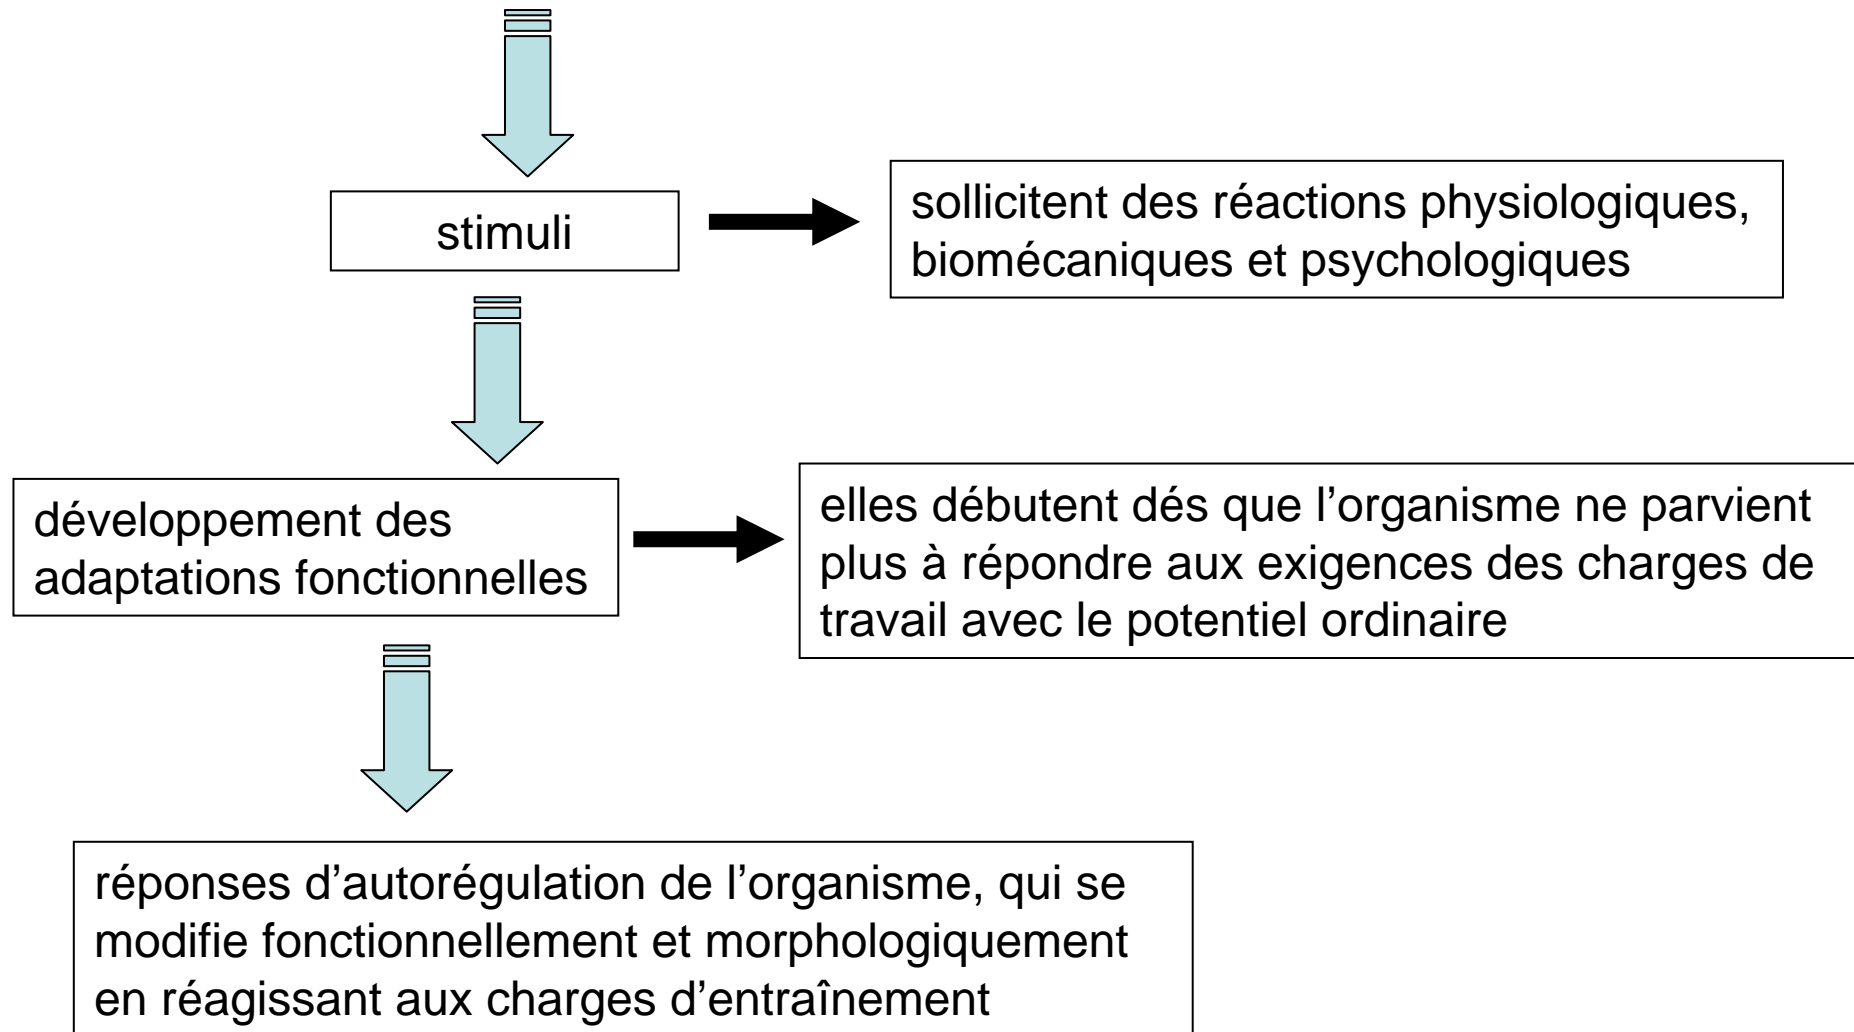 stimuli
sollicitent des réactions physiologiques,
biomécaniques et psychologiques
développement des
adaptations fonctionnelles
elles débutent dés que l’organisme ne parvient
plus à répondre aux exigences des charges de
travail avec le potentiel ordinaire
réponses d’autorégulation de l’organisme, qui se
modifie fonctionnellement et morphologiquement
en réagissant aux charges d’entraînement